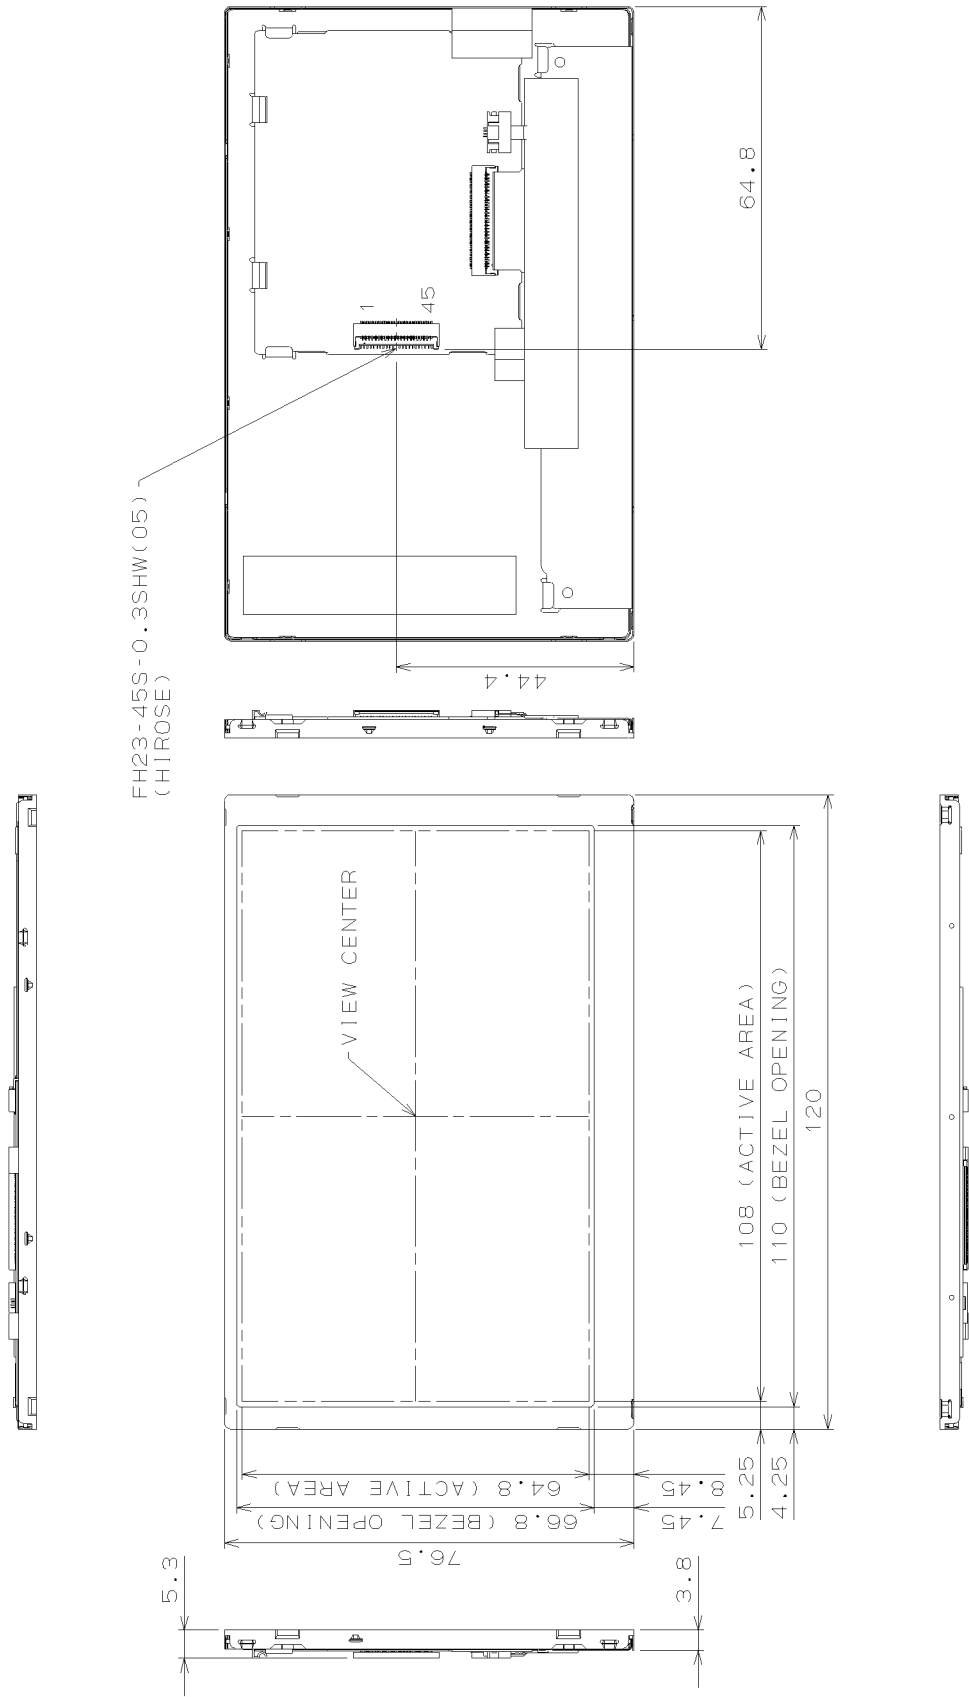 64.8
1
45
FH23-45S-0.3SHW(05)
(HIROSE)
44.4
VIEW CENTER
108 (ACTIVE AREA)
110 (BEZEL OPENING)
120
5.25
4.25
64.8 (ACTIVE AREA)
8.45
66.8 (BEZEL OPENING)
7.45
76.5
5.3
3.8